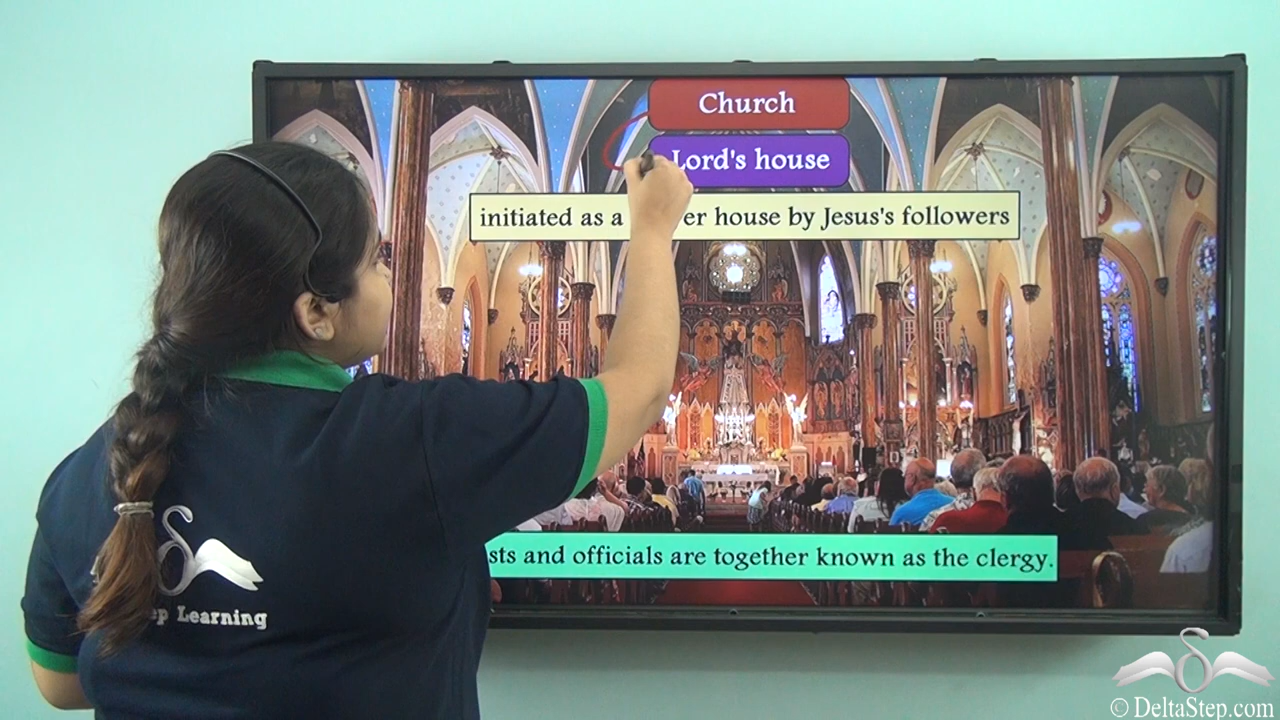 Church
Lord's house
initiated as a er house by Jesus's followers
sts and officials are together known as the clergy.
ep Learning
© DeltaStep.com